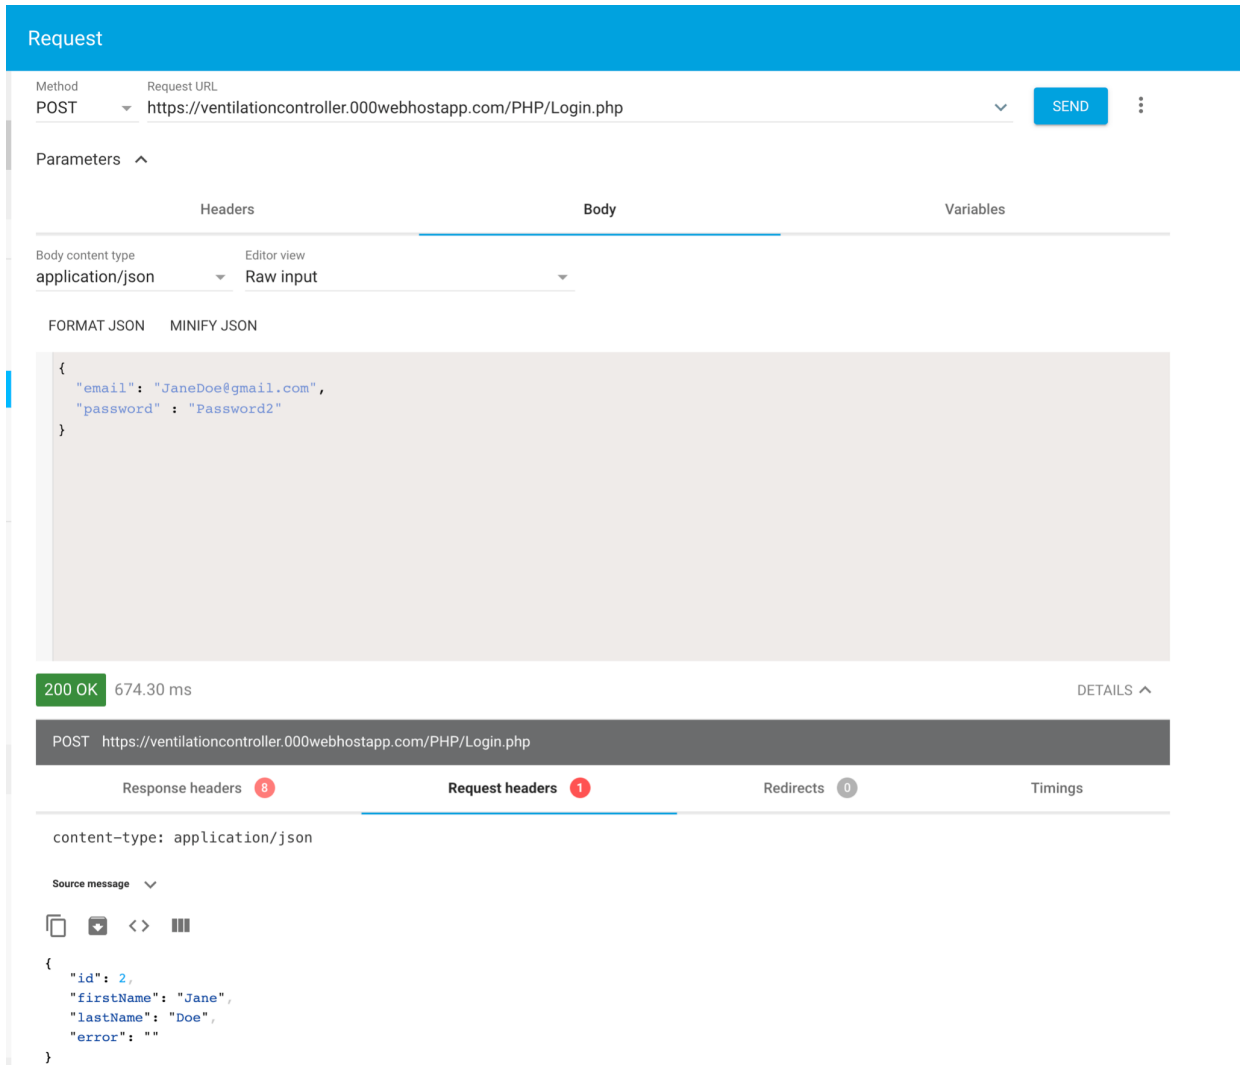 Request
Method Request URL
POST https://ventilationcontroller.000webhostapp.com/PHP/Login.php SEND
Parameters
Headers Body Variables
Body content type Editor view
application/json Raw input
FORMAT JSON MINIFY JSON
{
"email": "JaneDoe@gmail.com",
"password" : "Password2"
}
200 OK 674.30 ms DETAILS
POST https://ventilationcontroller.000webhostapp.com/PHP/Login.php
Response headers 8 Request headers 1 Redirects 0 Timings
content-type: application/json
Source message
{
"id": 2,
"firstName": "Jane",
"lastName": "Doe",
"error": ""
}